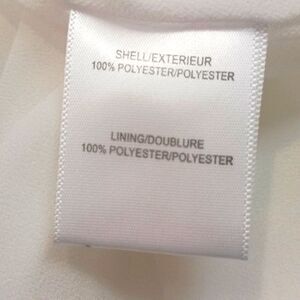 SHELL/EXTERIEUR
100% POLYESTER/POLYESTER
LINING/DOUBLURE
100% POLYESTER/POLYESTER